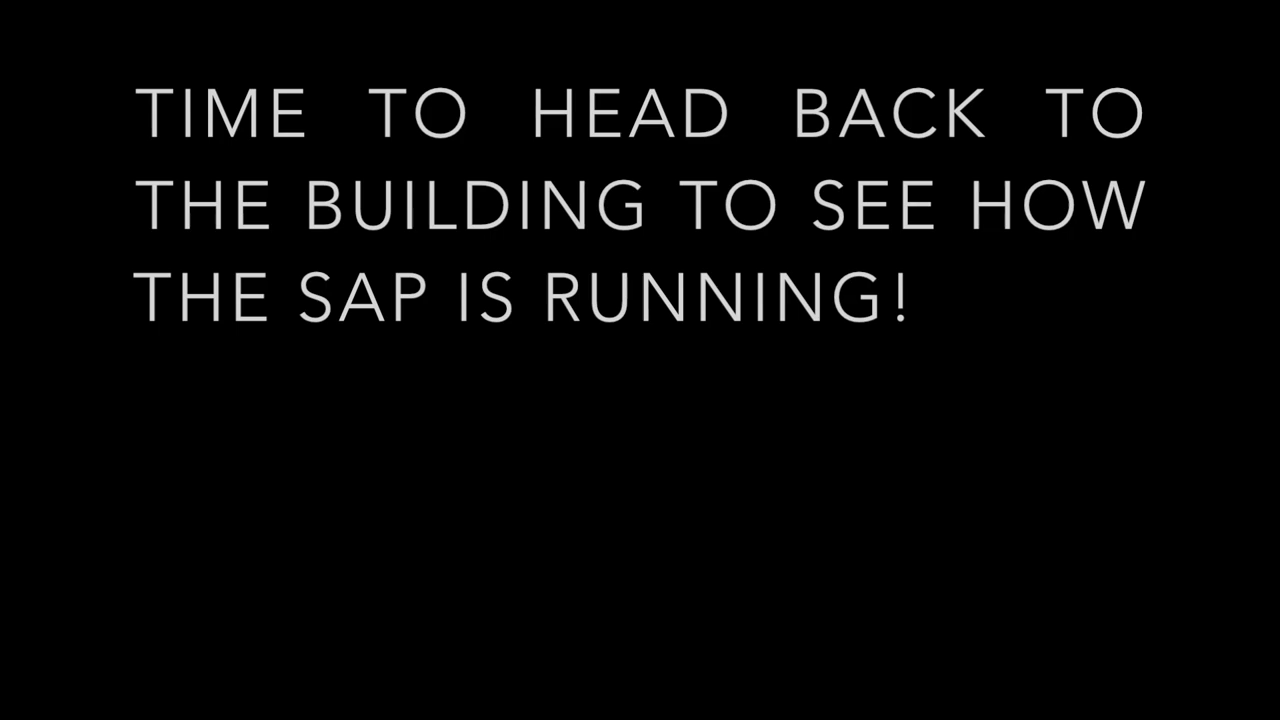 TIME TO HEAD BACK TO
THE BUILDING TO SEE HOW
THE SAP IS RUNNING!